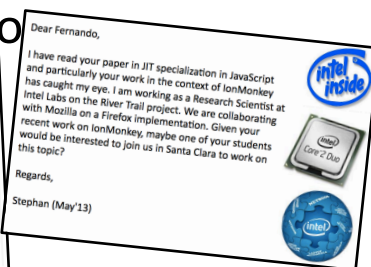 Dear Fernando,
I have read your paper in JIT specialization in JavaScript
and particularly your work in the context of IonMonkey
has caught my eye. I am working as a Research Scientist at
Intel Labs on the River Trail project. We are collaborating
with Mozilla on a Firefox implementation. Given your
recent work on IonMonkey, maybe one of your students
would be interested to join us in Santa Clara to work on
this topic?
Regards,
Stephan (May'13)
intel
inside
intel
Core 2 Duo
intel